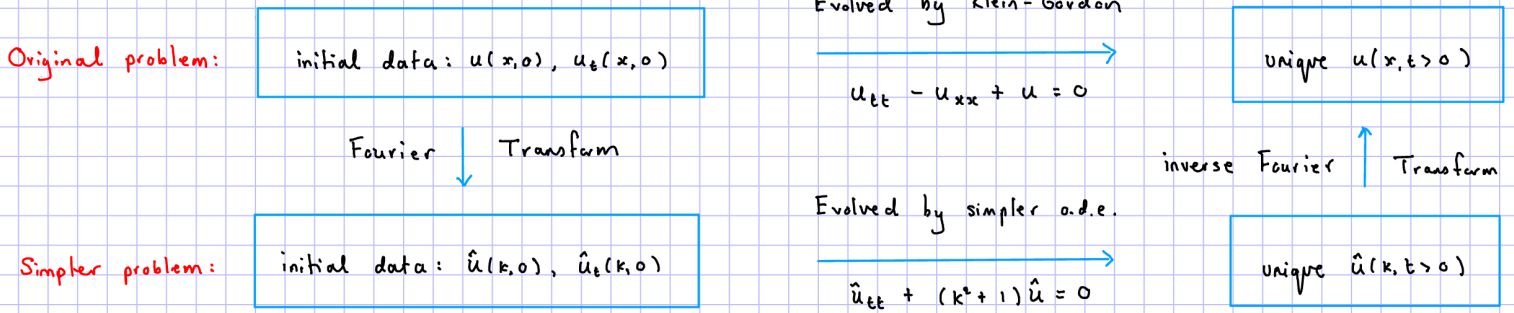 Evolved by Klein-Gordon
Original problem: initial data: u(x,0), u_t(x,0)
unique u(x,t>0)
u_tt - u_xx + u = 0
Fourier Transform
inverse Fourier Transform
Evolved by simpler o.d.e.
Simpler problem: initial data: û(k,0), û_t(k,0)
unique û(k,t>0)
û_tt + (k²+1)û = 0